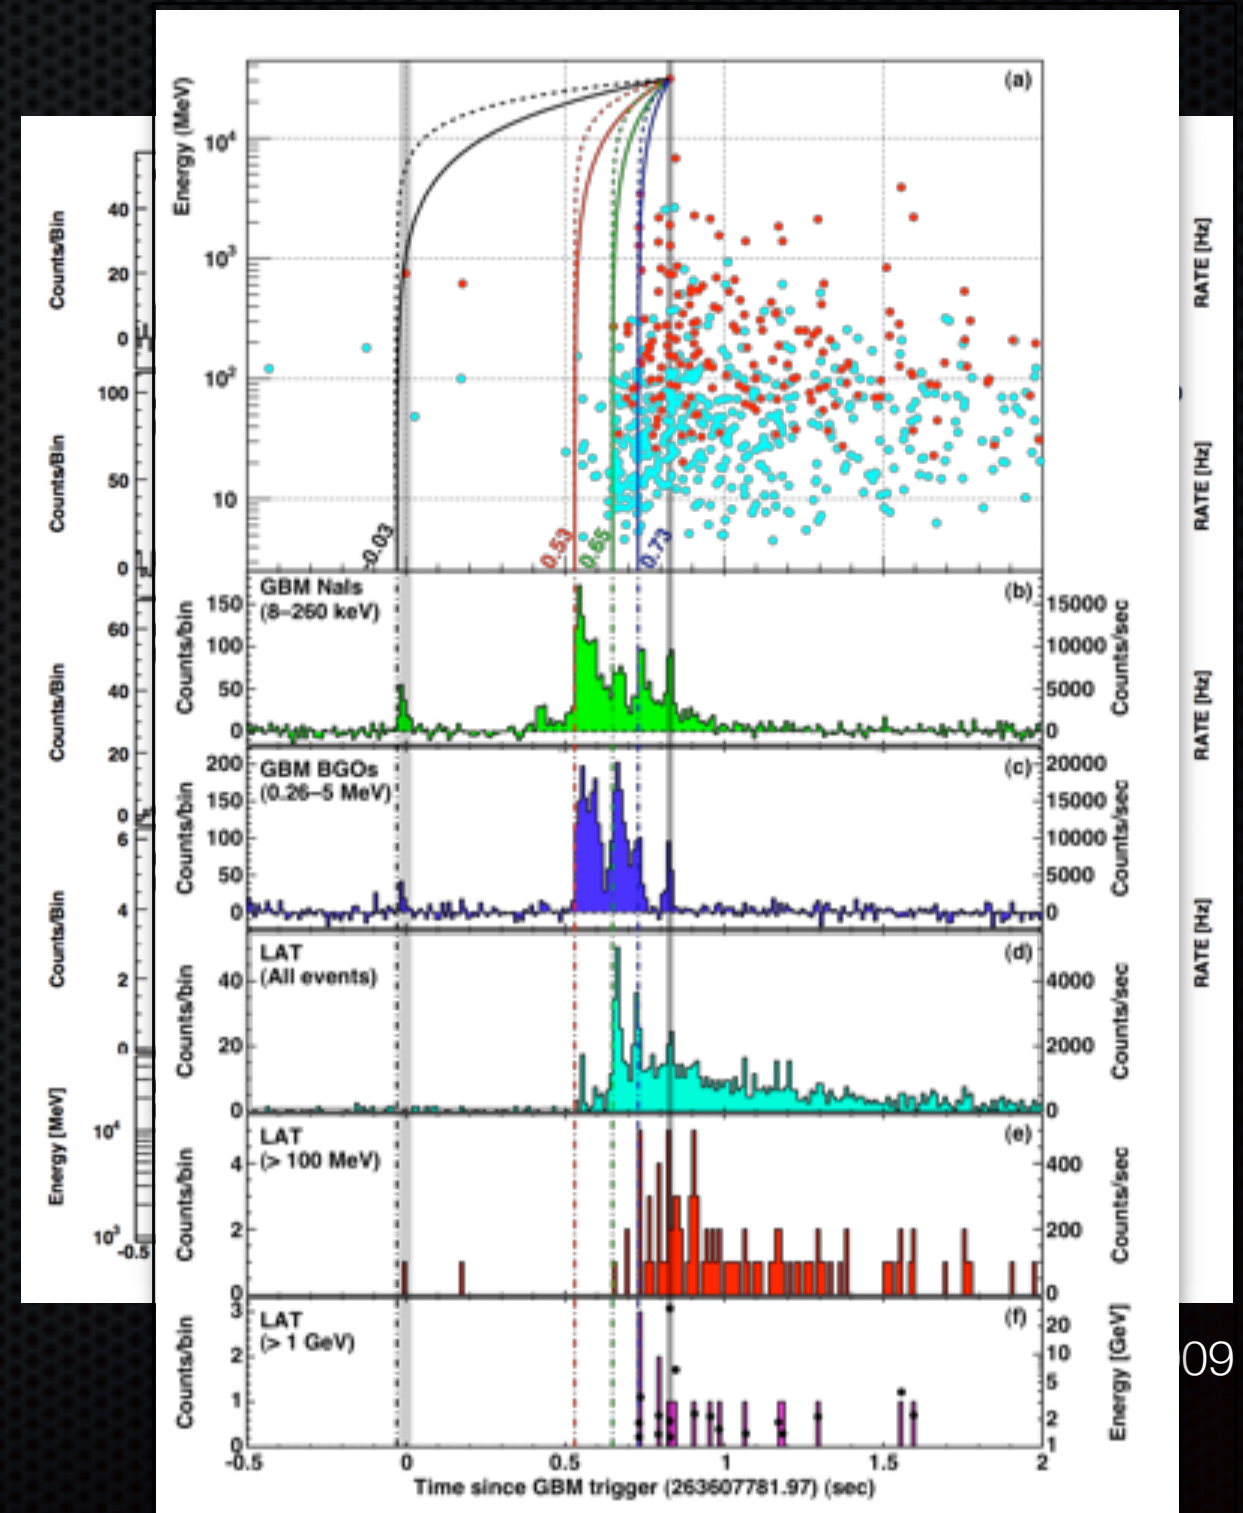 (a)
Energy (MeV)
10⁴
10³
10²
10
-0.03
0.53
0.65
0.73
GBM NaIs
(8–260 keV)
(b)
Counts/bin
150
100
50
0
15000
10000
5000
0
Counts/sec
GBM BGOs
(0.26–5 MeV)
(c)
Counts/bin
200
150
100
50
0
20000
15000
10000
5000
0
Counts/sec
LAT
(All events)
(d)
Counts/bin
40
20
0
4000
2000
0
Counts/sec
LAT
(> 100 MeV)
(e)
Counts/bin
4
2
0
400
200
0
Counts/sec
LAT
(> 1 GeV)
(f)
Counts/bin
3
2
1
0
20
10
5
2
1
Energy [GeV]
-0.5
0
0.5
1
1.5
2
Time since GBM trigger (263607781.97) (sec)
Counts/Bin
40
20
0
Counts/Bin
100
50
0
Counts/Bin
60
40
20
0
Counts/Bin
6
4
2
0
Energy [MeV]
10⁴
10³
-0.5
RATE [Hz]
RATE [Hz]
RATE [Hz]
RATE [Hz]
09